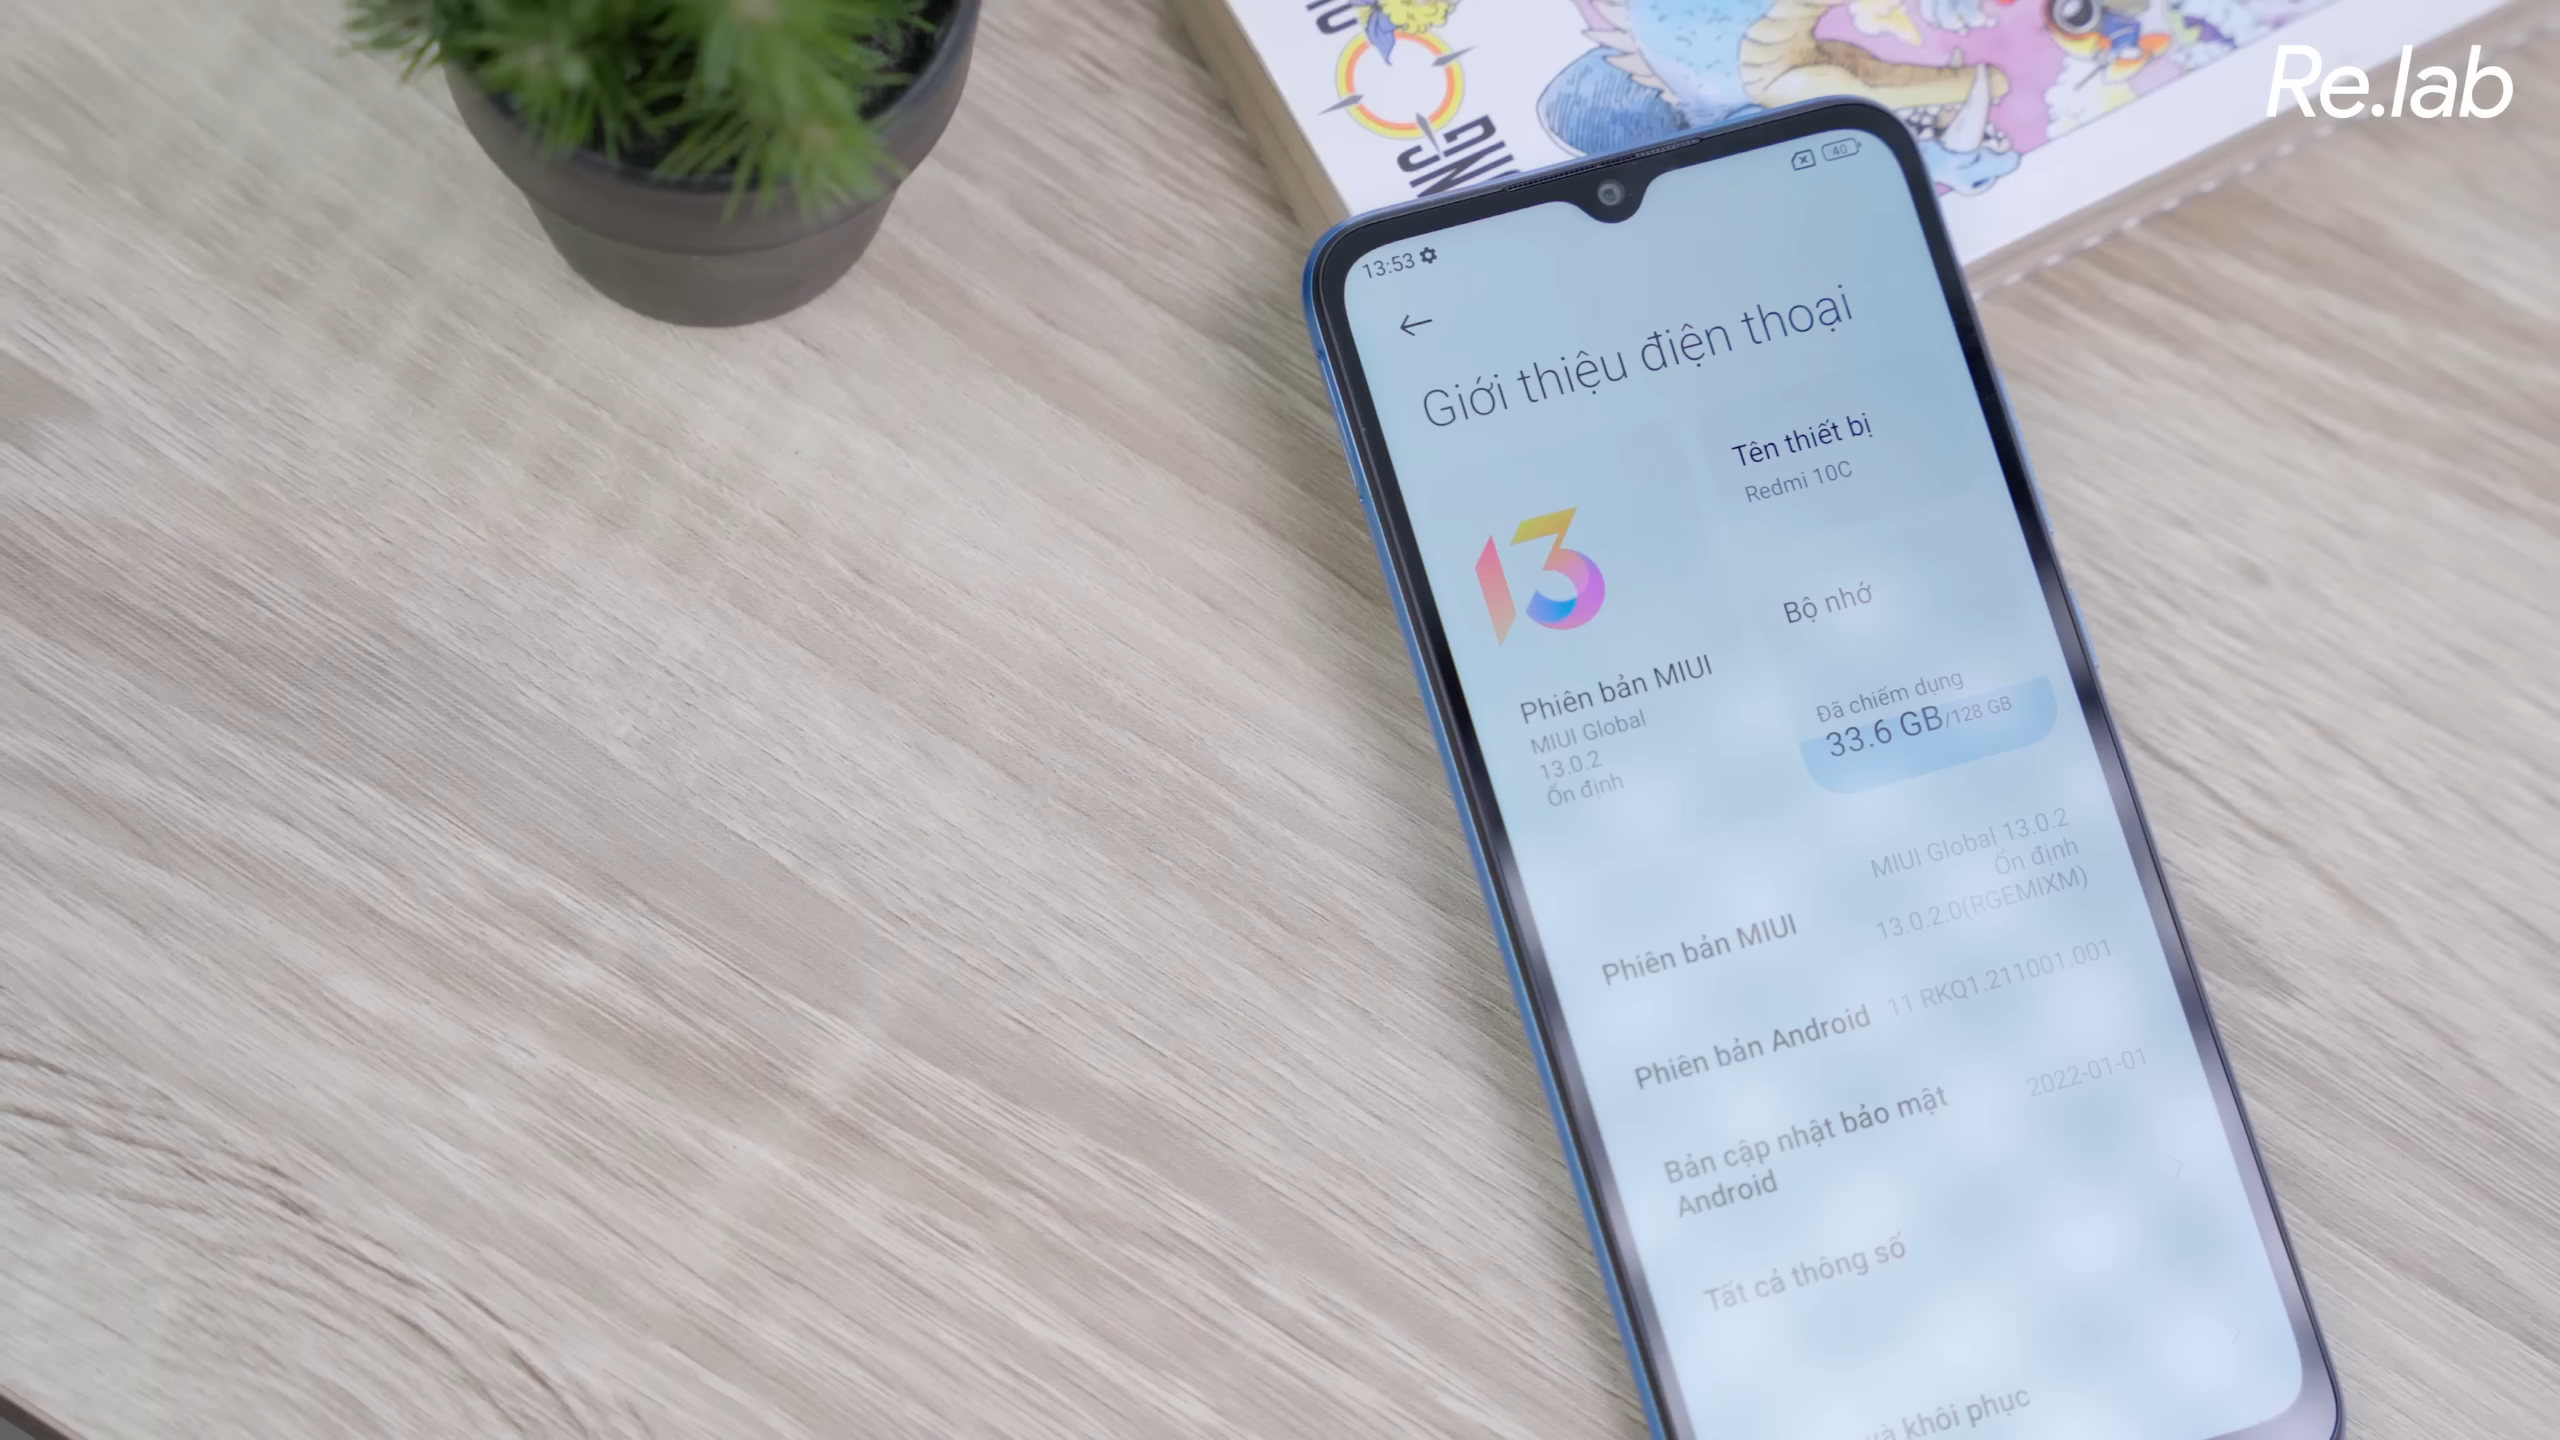 Re.lab
13:53
40
Giới thiệu điện thoại
Tên thiết bị
Redmi 10C
13
Phiên bản MIUI
MIUI Global
13.0.2
Ổn định
Bộ nhớ
Đã chiếm dụng
33.6 GB/128 GB
Phiên bản MIUI
MIUI Global 13.0.2
Ổn định
13.0.2.0(RGEMIXM)
Phiên bản Android
11 RKQ1.211001.001
Bản cập nhật bảo mật
Android
2022-01-01
Tất cả thông số
và khôi phục